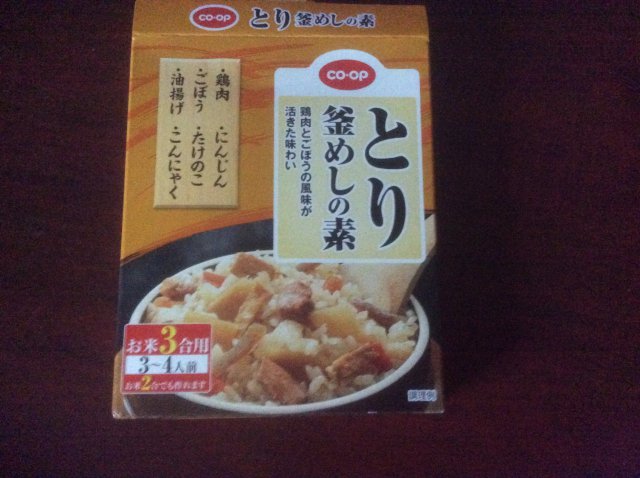 CO·OP とり釜めしの素
・鶏肉 ・にんじん
・ごぼう ・たけのこ
・油揚げ ・こんにゃく
CO·OP
とり
釜めしの素
鶏肉とごぼうの風味が
活きた味わい
お米3合用
3～4人前
お米2合でも作れます
調理例